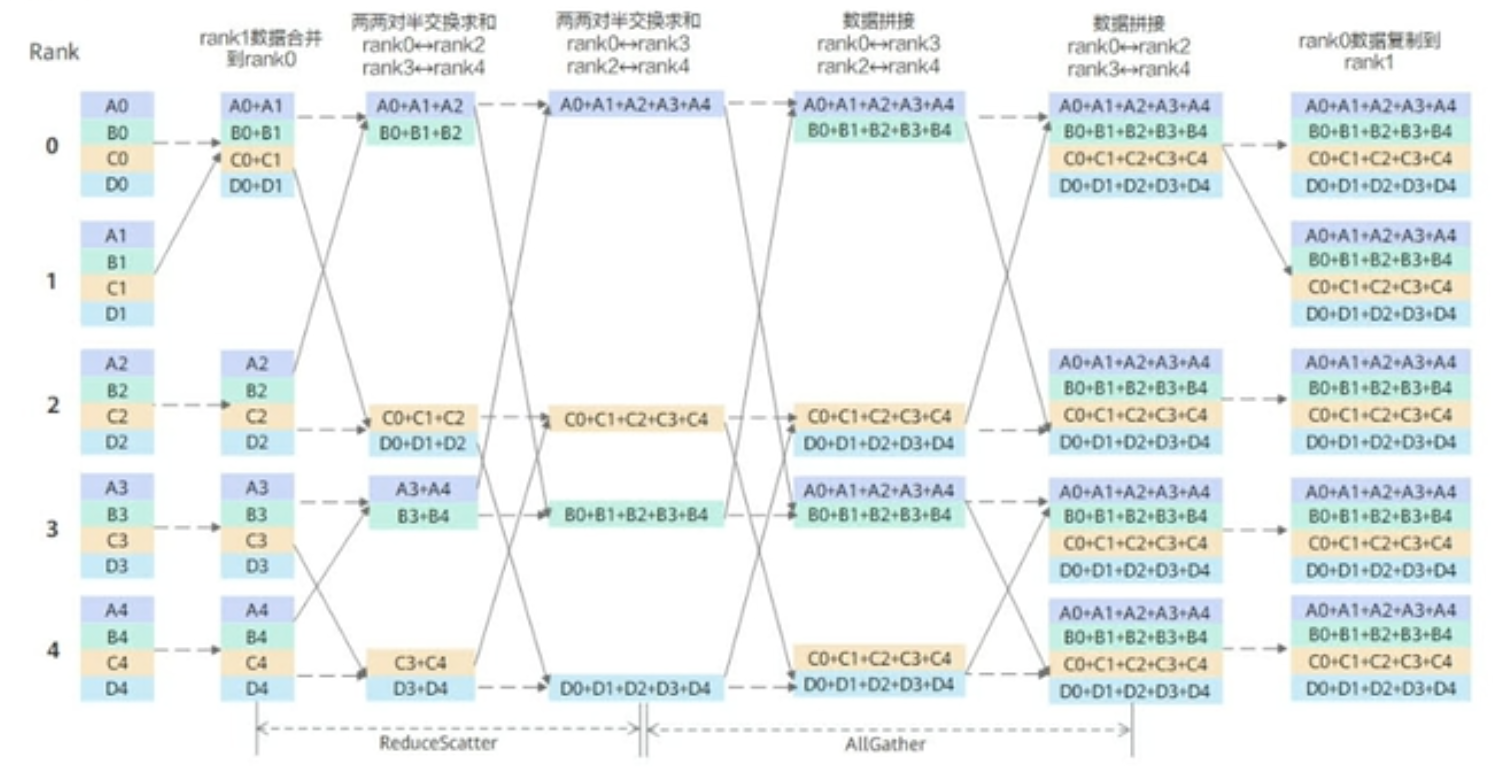 Rank
rank1数据合并
到rank0
两两对半交换求和
rank0↔rank2
rank3↔rank4
两两对半交换求和
rank0↔rank3
rank2↔rank4
数据拼接
rank0↔rank3
rank2↔rank4
数据拼接
rank0↔rank2
rank3↔rank4
rank0数据复制到
rank1
0
A0
B0
C0
D0
A0+A1
B0+B1
C0+C1
D0+D1
A0+A1+A2
B0+B1+B2
A0+A1+A2+A3+A4
A0+A1+A2+A3+A4
B0+B1+B2+B3+B4
A0+A1+A2+A3+A4
B0+B1+B2+B3+B4
C0+C1+C2+C3+C4
D0+D1+D2+D3+D4
A0+A1+A2+A3+A4
B0+B1+B2+B3+B4
C0+C1+C2+C3+C4
D0+D1+D2+D3+D4
1
A1
B1
C1
D1
A0+A1+A2+A3+A4
B0+B1+B2+B3+B4
C0+C1+C2+C3+C4
D0+D1+D2+D3+D4
2
A2
B2
C2
D2
A2
B2
C2
D2
C0+C1+C2
D0+D1+D2
C0+C1+C2+C3+C4
C0+C1+C2+C3+C4
D0+D1+D2+D3+D4
A0+A1+A2+A3+A4
B0+B1+B2+B3+B4
C0+C1+C2+C3+C4
D0+D1+D2+D3+D4
A0+A1+A2+A3+A4
B0+B1+B2+B3+B4
C0+C1+C2+C3+C4
D0+D1+D2+D3+D4
3
A3
B3
C3
D3
A3
B3
C3
D3
A3+A4
B3+B4
B0+B1+B2+B3+B4
A0+A1+A2+A3+A4
B0+B1+B2+B3+B4
A0+A1+A2+A3+A4
B0+B1+B2+B3+B4
C0+C1+C2+C3+C4
D0+D1+D2+D3+D4
A0+A1+A2+A3+A4
B0+B1+B2+B3+B4
C0+C1+C2+C3+C4
D0+D1+D2+D3+D4
4
A4
B4
C4
D4
A4
B4
C4
D4
C3+C4
D3+D4
D0+D1+D2+D3+D4
C0+C1+C2+C3+C4
D0+D1+D2+D3+D4
A0+A1+A2+A3+A4
B0+B1+B2+B3+B4
C0+C1+C2+C3+C4
D0+D1+D2+D3+D4
A0+A1+A2+A3+A4
B0+B1+B2+B3+B4
C0+C1+C2+C3+C4
D0+D1+D2+D3+D4
ReduceScatter
AllGather